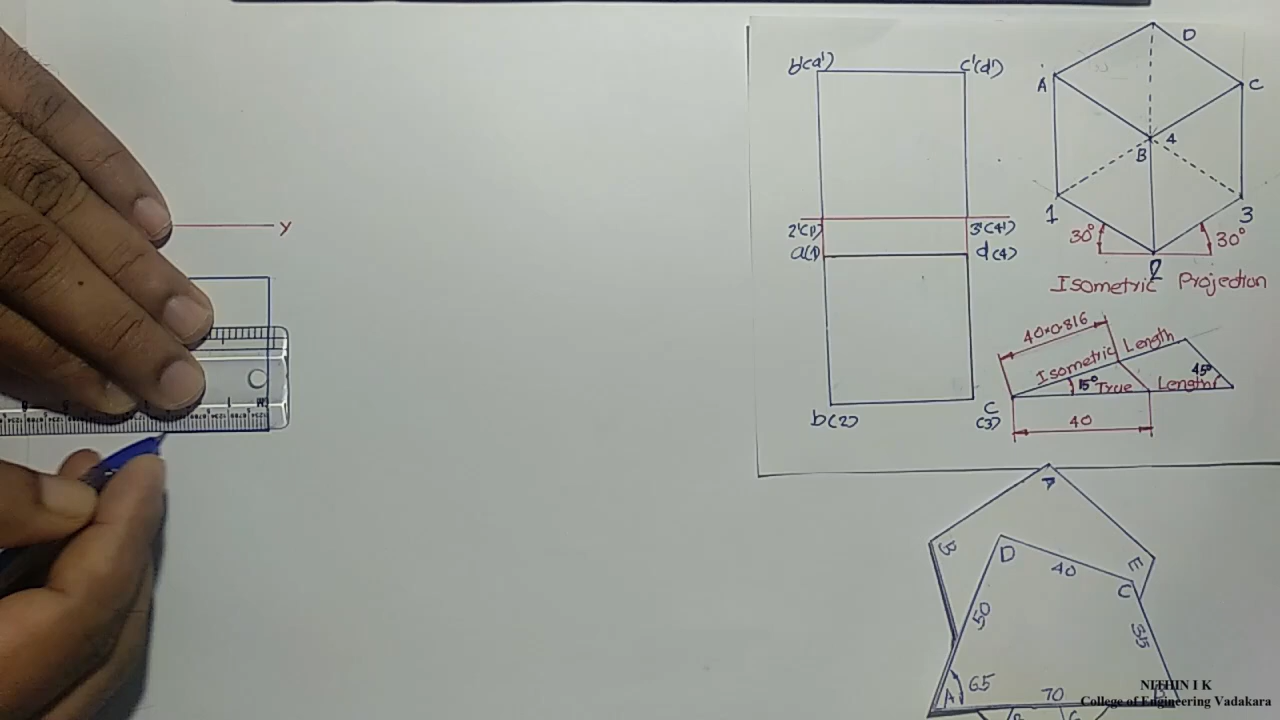 Y
b'(a')
c'(d')
2'(1')
3'(4')
a(1)
d(4)
b(2)
c
(3)
D
A
C
B
4
1
3
2
30°
30°
Isometric Projection
40×0.816
Isometric Length
15°
True Length
45°
40
D
40
C
E
50
35
A
65
70
NITHIN I K
College of Engineering Vadakara